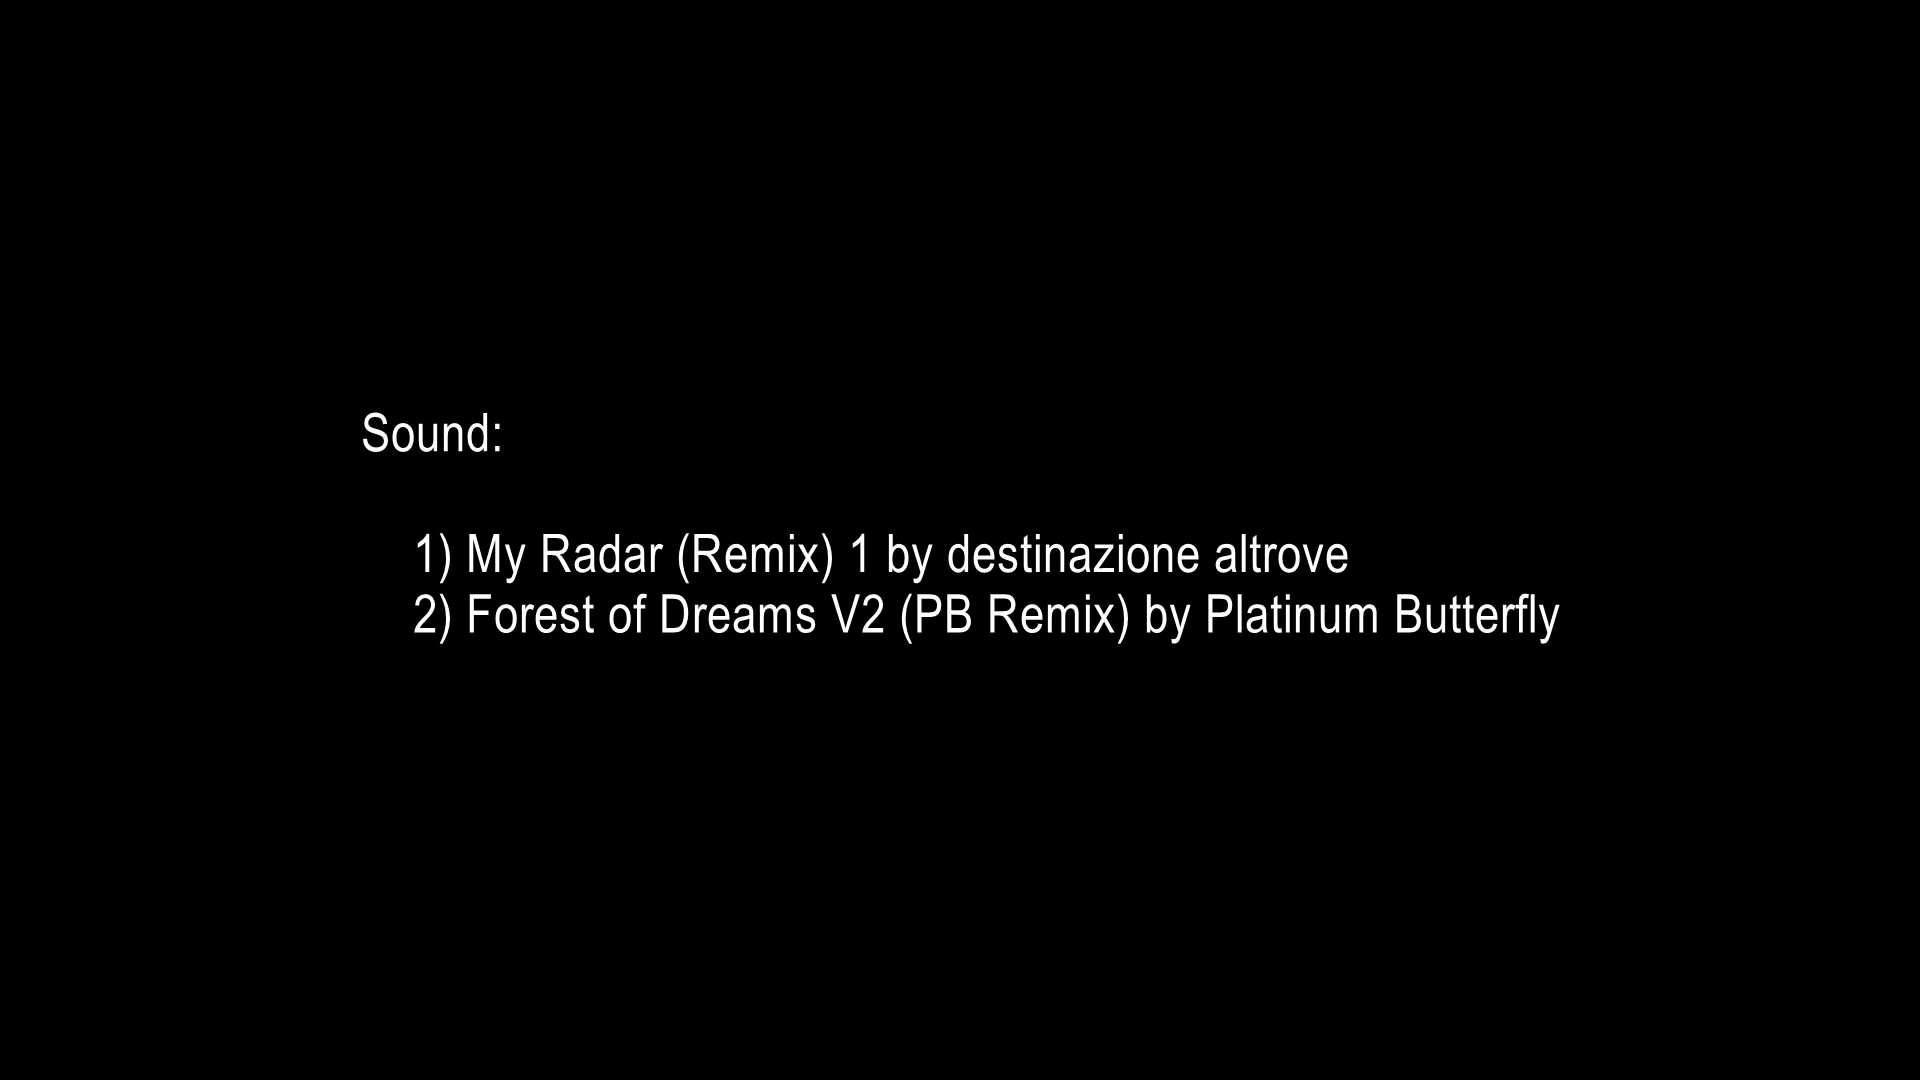 Sound:
1) My Radar (Remix) 1 by destinazione altrove
2) Forest of Dreams V2 (PB Remix) by Platinum Butterfly